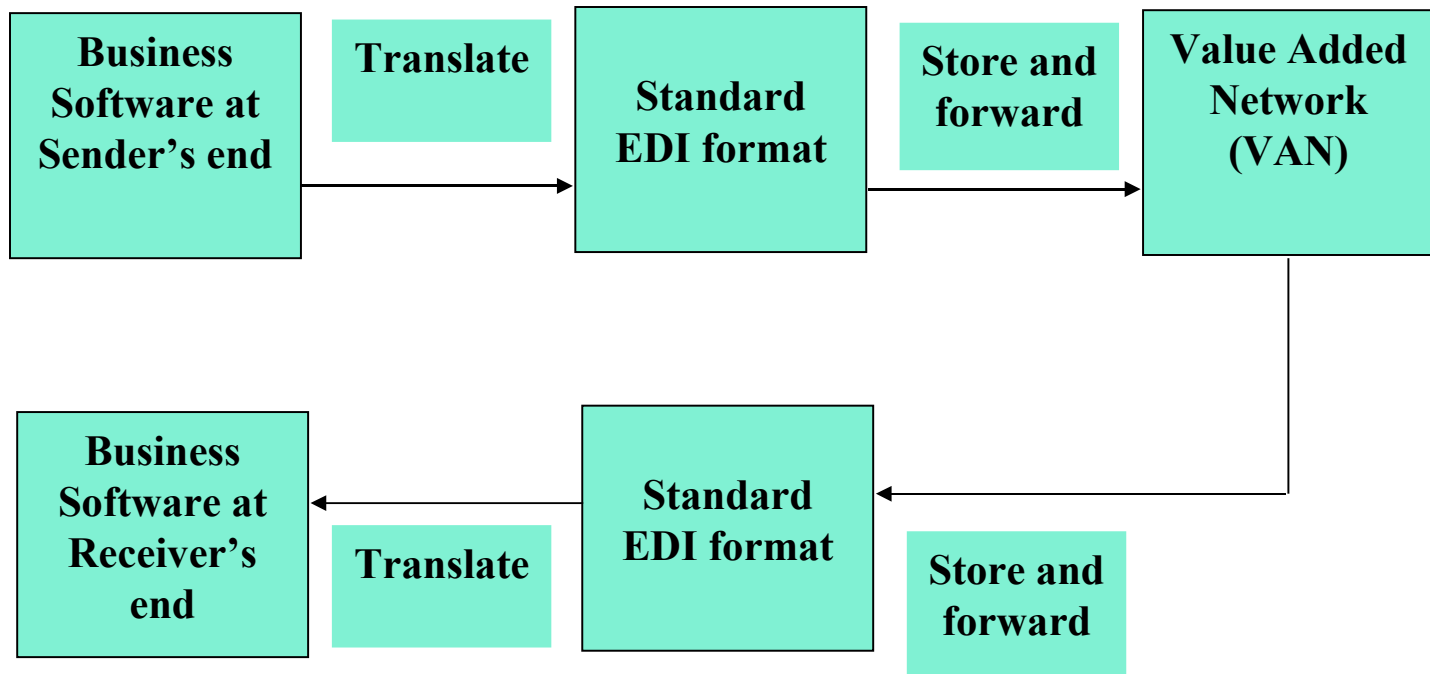 Business
Software at
Sender’s end
Translate
Standard
EDI format
Store and
forward
Value Added
Network
(VAN)
Business
Software at
Receiver’s
end
Translate
Standard
EDI format
Store and
forward